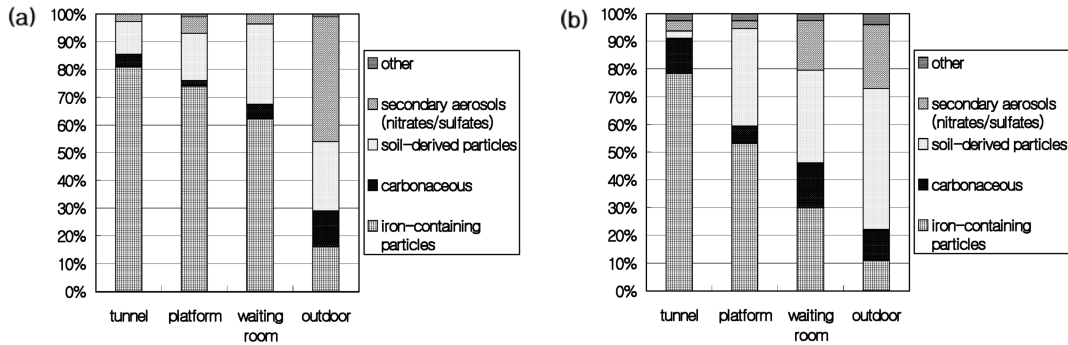 (a)
100%
90%
80%
70%
60%
50%
40%
30%
20%
10%
0%
tunnel platform waiting room outdoor
other
secondary aerosols
(nitrates/sulfates)
soil-derived particles
carbonaceous
iron-containing
particles
(b)
100%
90%
80%
70%
60%
50%
40%
30%
20%
10%
0%
tunnel platform waiting room outdoor
other
secondary aerosols
(nitrates/sulfates)
soil-derived particles
carbonaceous
iron-containing
particles